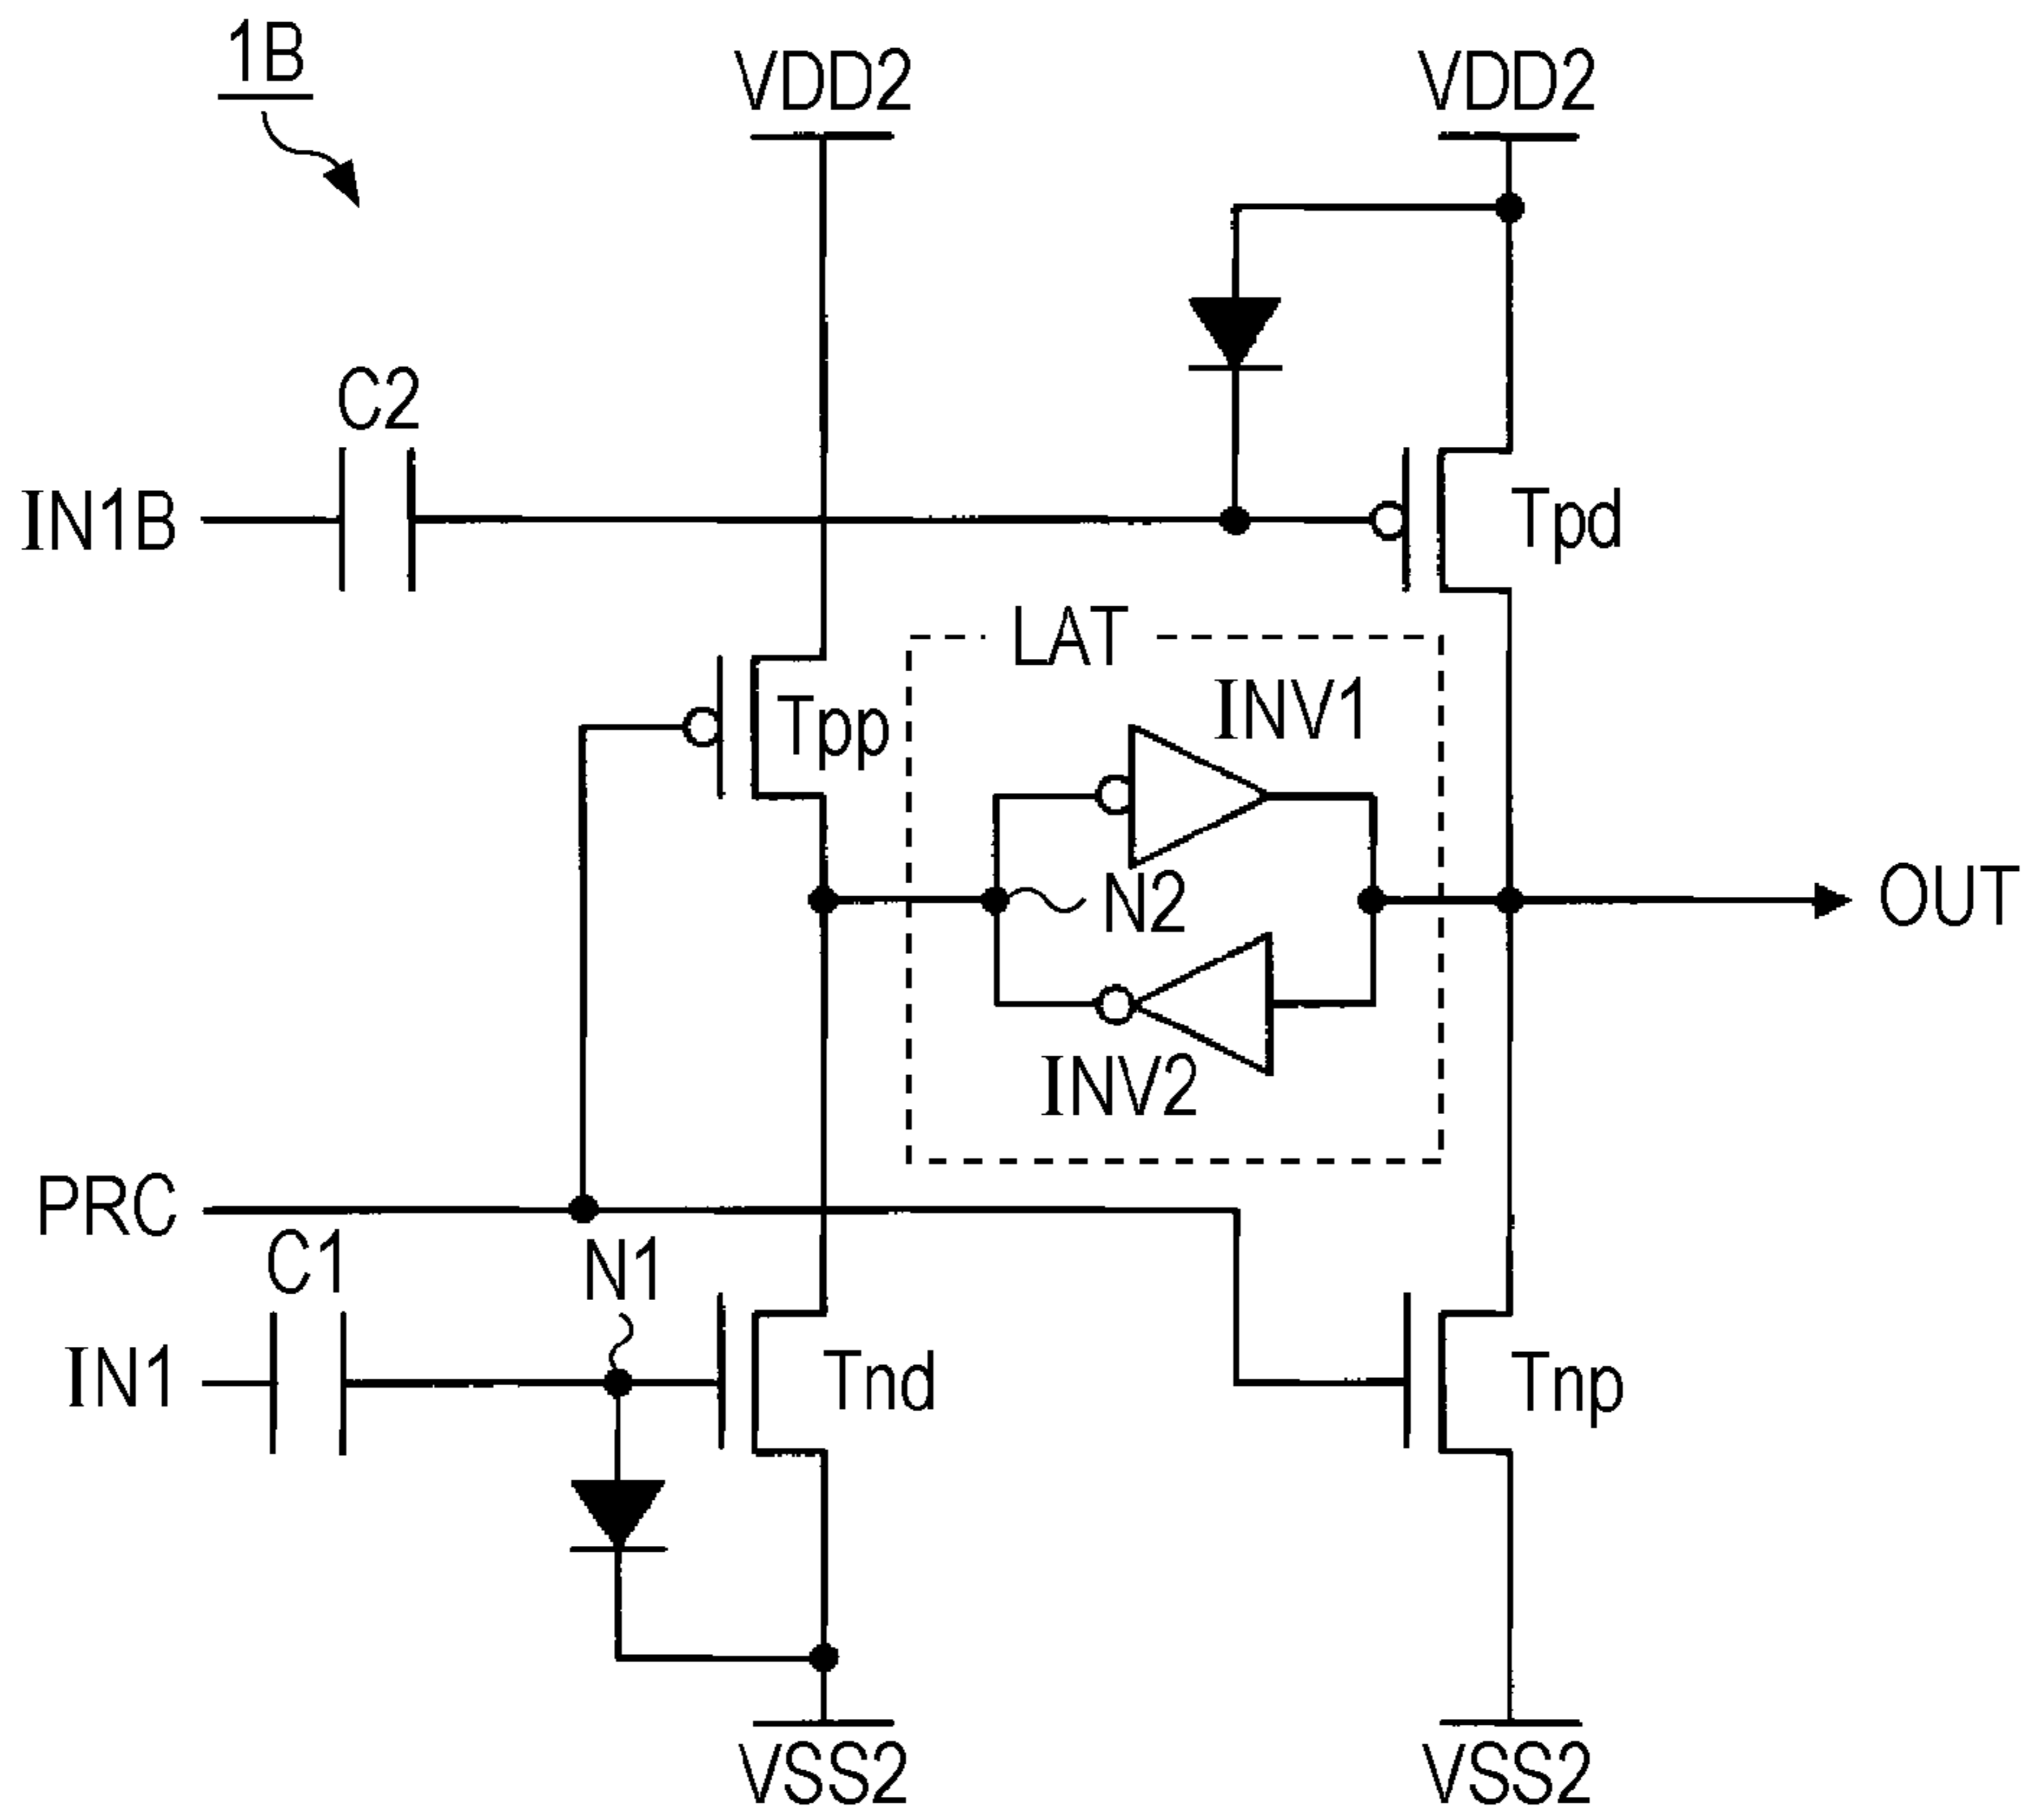 1B
VDD2
VDD2
C2
IN1B
Tpd
LAT
INV1
Tpp
N2
OUT
INV2
PRC
C1
N1
IN1
Tnd
Tnp
VSS2
VSS2